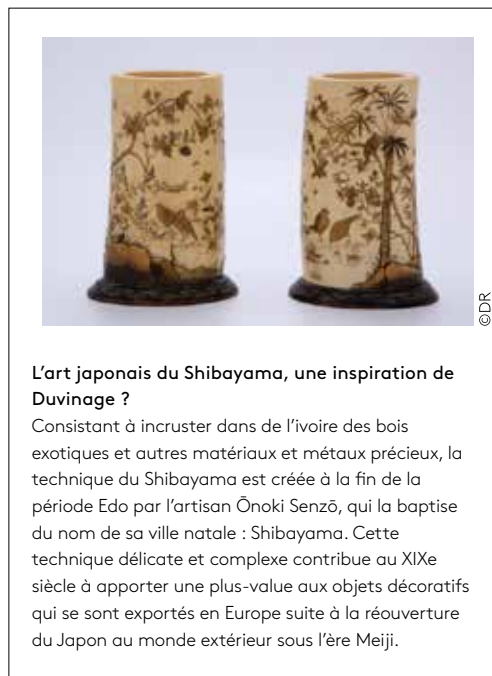 ©DR
L’art japonais du Shibayama, une inspiration de
Duvinage ?
Consistant à incruster dans de l’ivoire des bois
exotiques et autres matériaux et métaux précieux, la
technique du Shibayama est créée à la fin de la
période Edo par l’artisan Ōnoki Senzō, qui la baptise
du nom de sa ville natale : Shibayama. Cette
technique délicate et complexe contribue au XIXe
siècle à apporter une plus-value aux objets décoratifs
qui se sont exportés en Europe suite à la réouverture
du Japon au monde extérieur sous l’ère Meiji.